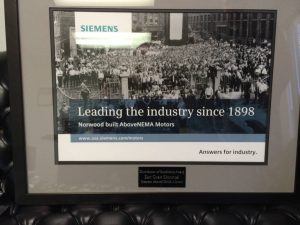 SIEMENS
Leading the industry since 1898
Norwood built AboveNEMA Motors
www.usa.siemens.com/motors
Answers for industry.